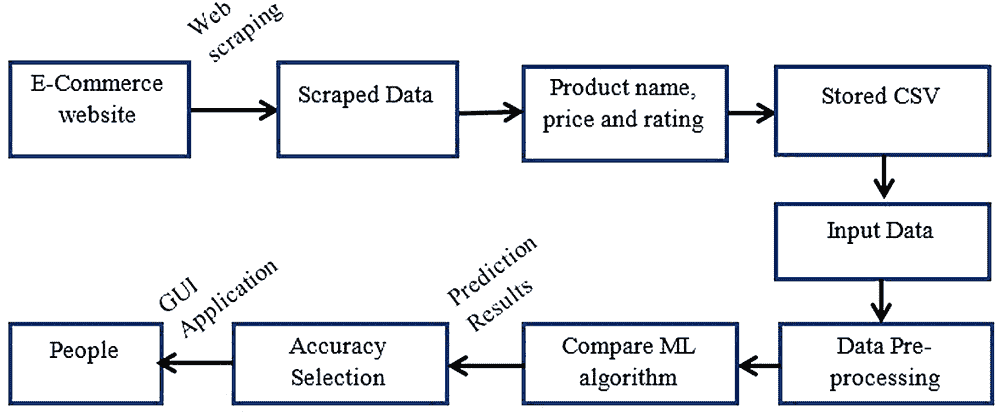 Web
scraping
E-Commerce
website
Scraped Data
Product name,
price and rating
Stored CSV
Input Data
Data Pre-
processing
Compare ML
algorithm
Prediction
Results
Accuracy
Selection
GUI
Application
People